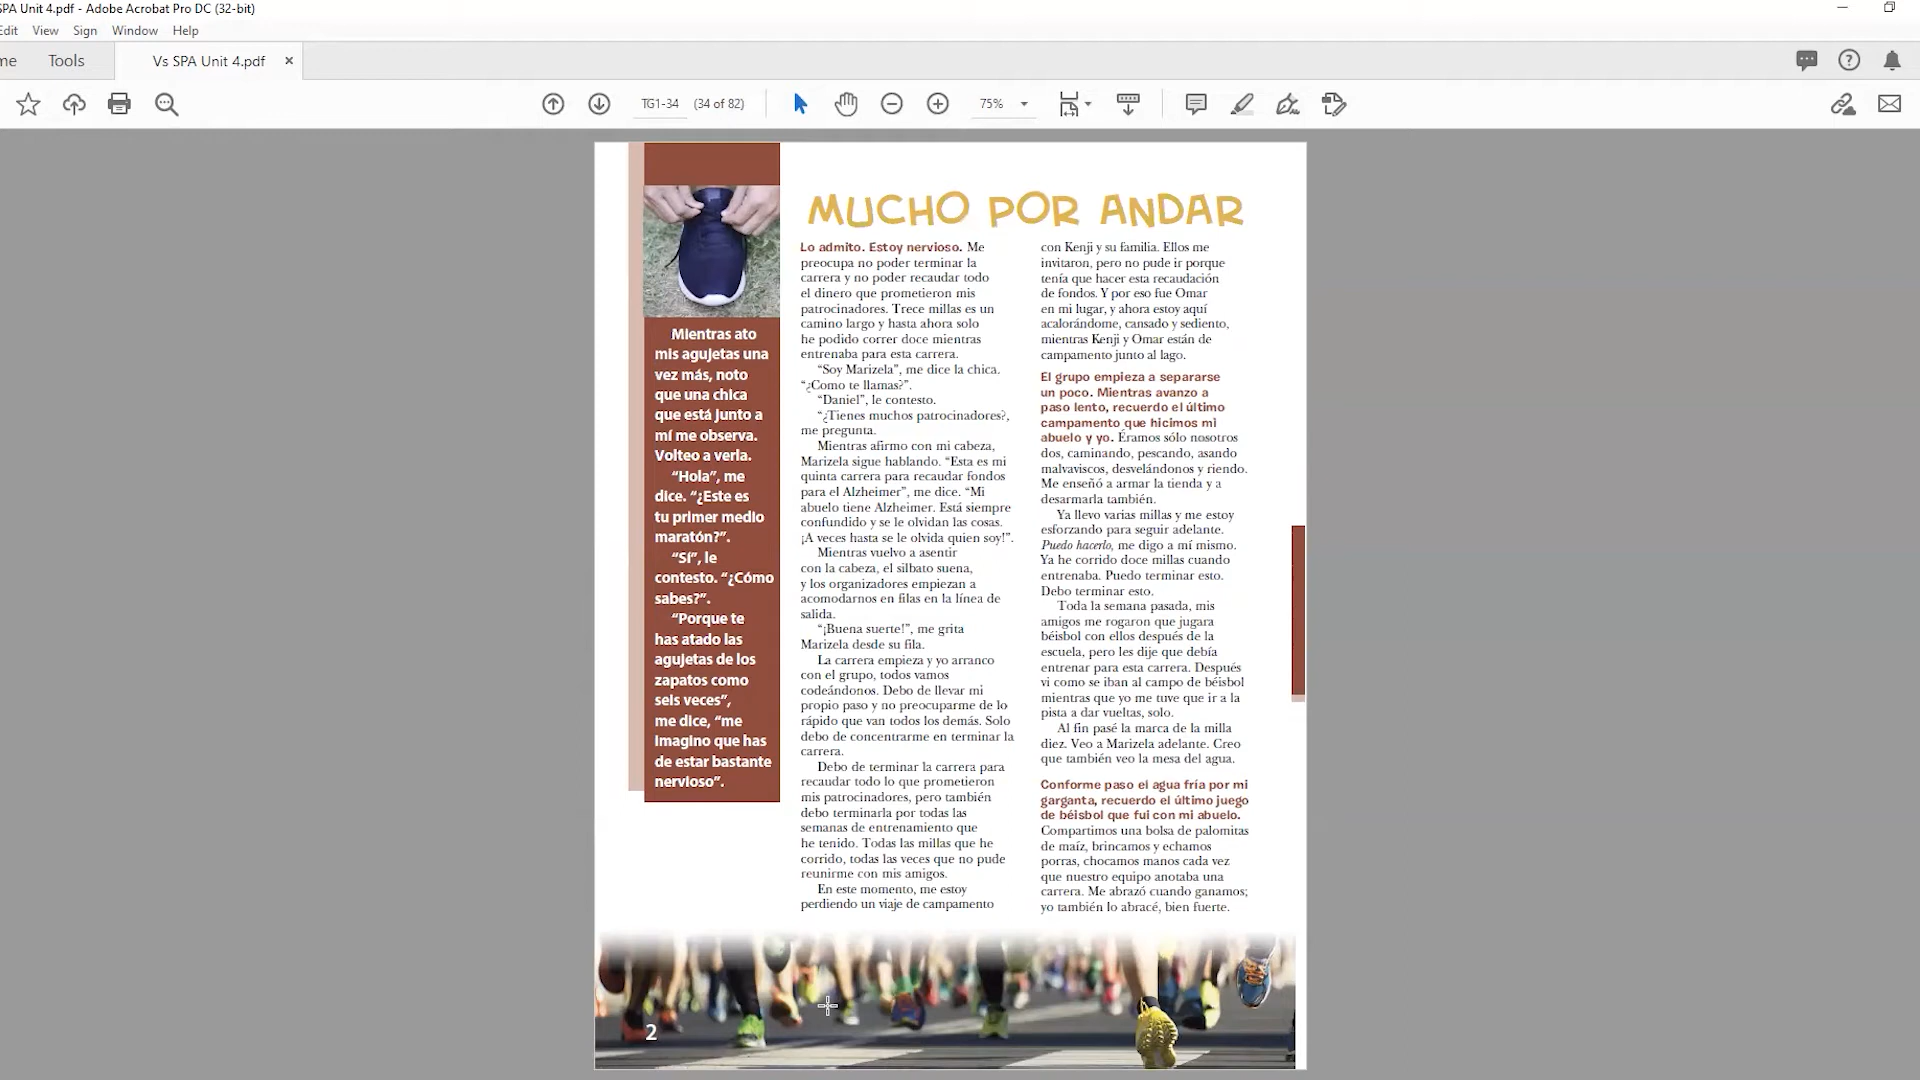 SPA Unit 4.pdf - Adobe Acrobat Pro DC (32-bit)
Edit View Sign Window Help
me Tools Vs SPA Unit 4.pdf ×
TG1-34 (34 of 82) 75%
MUCHO POR ANDAR
Mientras ato
mis agujetas una
vez más, noto
que una chica
que está junto a
mí me observa.
Volteo a verla.
“Hola”, me
dice. “¿Este es
tu primer medio
maratón?”.
“Sí”, le
contesto. “¿Cómo
sabes?”.
“Porque te
has atado las
agujetas de los
zapatos como
seis veces”,
me dice, “me
imagino que has
de estar bastante
nervioso”.
Lo admito. Estoy nervioso. Me
preocupa no poder terminar la
carrera y no poder recaudar todo
el dinero que prometieron mis
patrocinadores. Trece millas es un
camino largo y hasta ahora solo
he podido correr doce mientras
entrenaba para esta carrera.
“Soy Marizela”, me dice la chica.
“¿Como te llamas?”.
“Daniel”, le contesto.
“¿Tienes muchos patrocinadores?,
me pregunta.
Mientras afirmo con mi cabeza,
Marizela sigue hablando. “Esta es mi
quinta carrera para recaudar fondos
para el Alzheimer”, me dice. “Mi
abuelo tiene Alzheimer. Está siempre
confundido y se le olvidan las cosas.
¡A veces hasta se le olvida quien soy!”.
Mientras vuelvo a asentir
con la cabeza, el silbato suena,
y los organizadores empiezan a
acomodarnos en filas en la línea de
salida.
“¡Buena suerte!”, me grita
Marizela desde su fila.
La carrera empieza y yo arranco
con el grupo, todos vamos
codeándonos. Debo de llevar mi
propio paso y no preocuparme de lo
rápido que van todos los demás. Solo
debo de concentrarme en terminar la
carrera.
Debo de terminar la carrera para
recaudar todo lo que prometieron
mis patrocinadores, pero también
debo terminarla por todas las
semanas de entrenamiento que
he tenido. Todas las millas que he
corrido, todas las veces que no pude
reunirme con mis amigos.
En este momento, me estoy
perdiendo un viaje de campamento
con Kenji y su familia. Ellos me
invitaron, pero no pude ir porque
tenía que hacer esta recaudación
de fondos. Y por eso fue Omar
en mi lugar, y ahora estoy aquí
acalorándome, cansado y sediento,
mientras Kenji y Omar están de
campamento junto al lago.
El grupo empieza a separarse
un poco. Mientras avanzo a
paso lento, recuerdo el último
campamento que hicimos mi
abuelo y yo. Éramos sólo nosotros
dos, caminando, pescando, asando
malvaviscos, desvelándonos y riendo.
Me enseñó a armar la tienda y a
desarmarla también.
Ya llevo varias millas y me estoy
esforzando para seguir adelante.
Puedo hacerlo, me digo a mí mismo.
Ya he corrido doce millas cuando
entrenaba. Puedo terminar esto.
Debo terminar esto.
Toda la semana pasada, mis
amigos me rogaron que jugara
béisbol con ellos después de la
escuela, pero les dije que debía
entrenar para esta carrera. Después
vi como se iban al campo de béisbol
mientras que yo me tuve que ir a la
pista a dar vueltas, solo.
Al fin pasé la marca de la milla
diez. Veo a Marizela adelante. Creo
que también veo la mesa del agua.
Conforme paso el agua fría por mi
garganta, recuerdo el último juego
de béisbol que fui con mi abuelo.
Compartimos una bolsa de palomitas
de maíz, brincamos y echamos
porras, chocamos manos cada vez
que nuestro equipo anotaba una
carrera. Me abrazó cuando ganamos;
yo también lo abracé, bien fuerte.
2